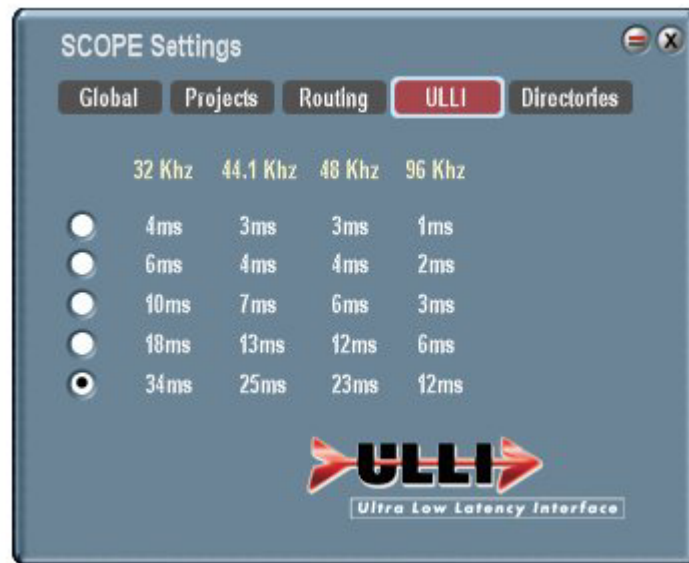 SCOPE Settings
Global Projects Routing ULLI Directories
32 Khz 44.1 Khz 48 Khz 96 Khz
4ms 3ms 3ms 1ms
6ms 4ms 4ms 2ms
10ms 7ms 6ms 3ms
18ms 13ms 12ms 6ms
34ms 25ms 23ms 12ms
ULLI
Ultra Low Latency Interface